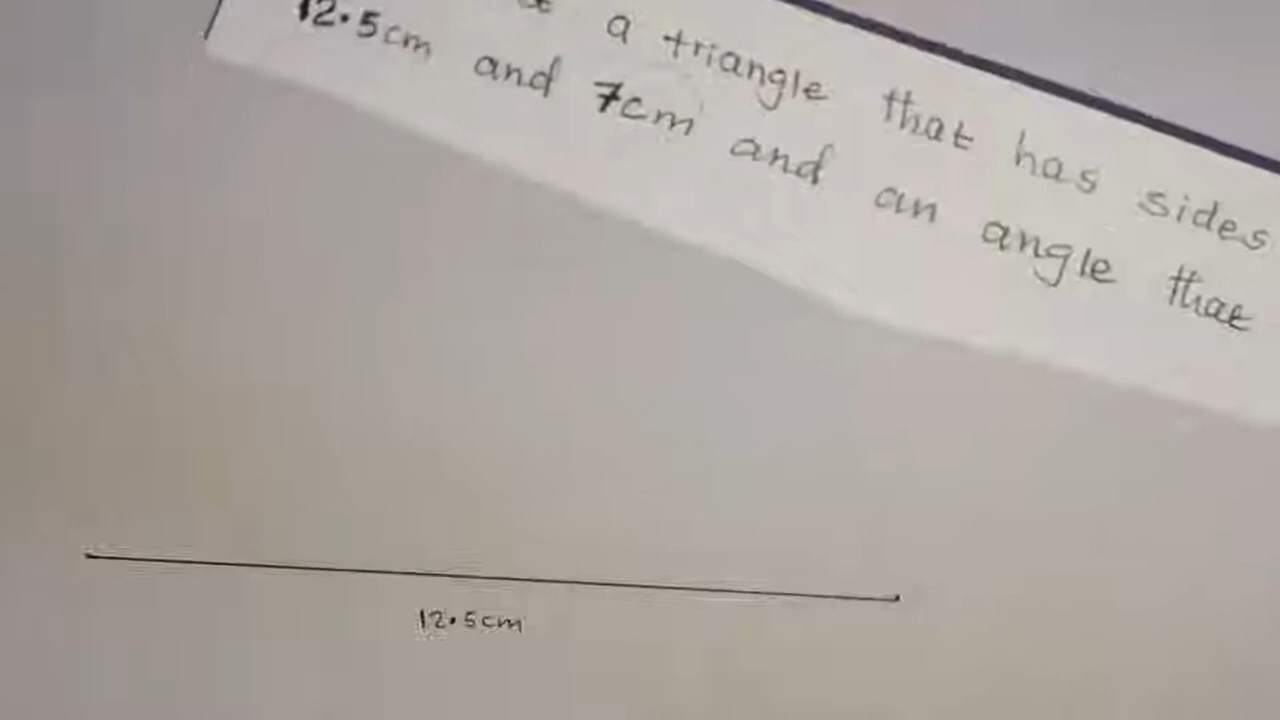 a triangle that has sides
12.5cm and 7cm and an angle that
12.5cm